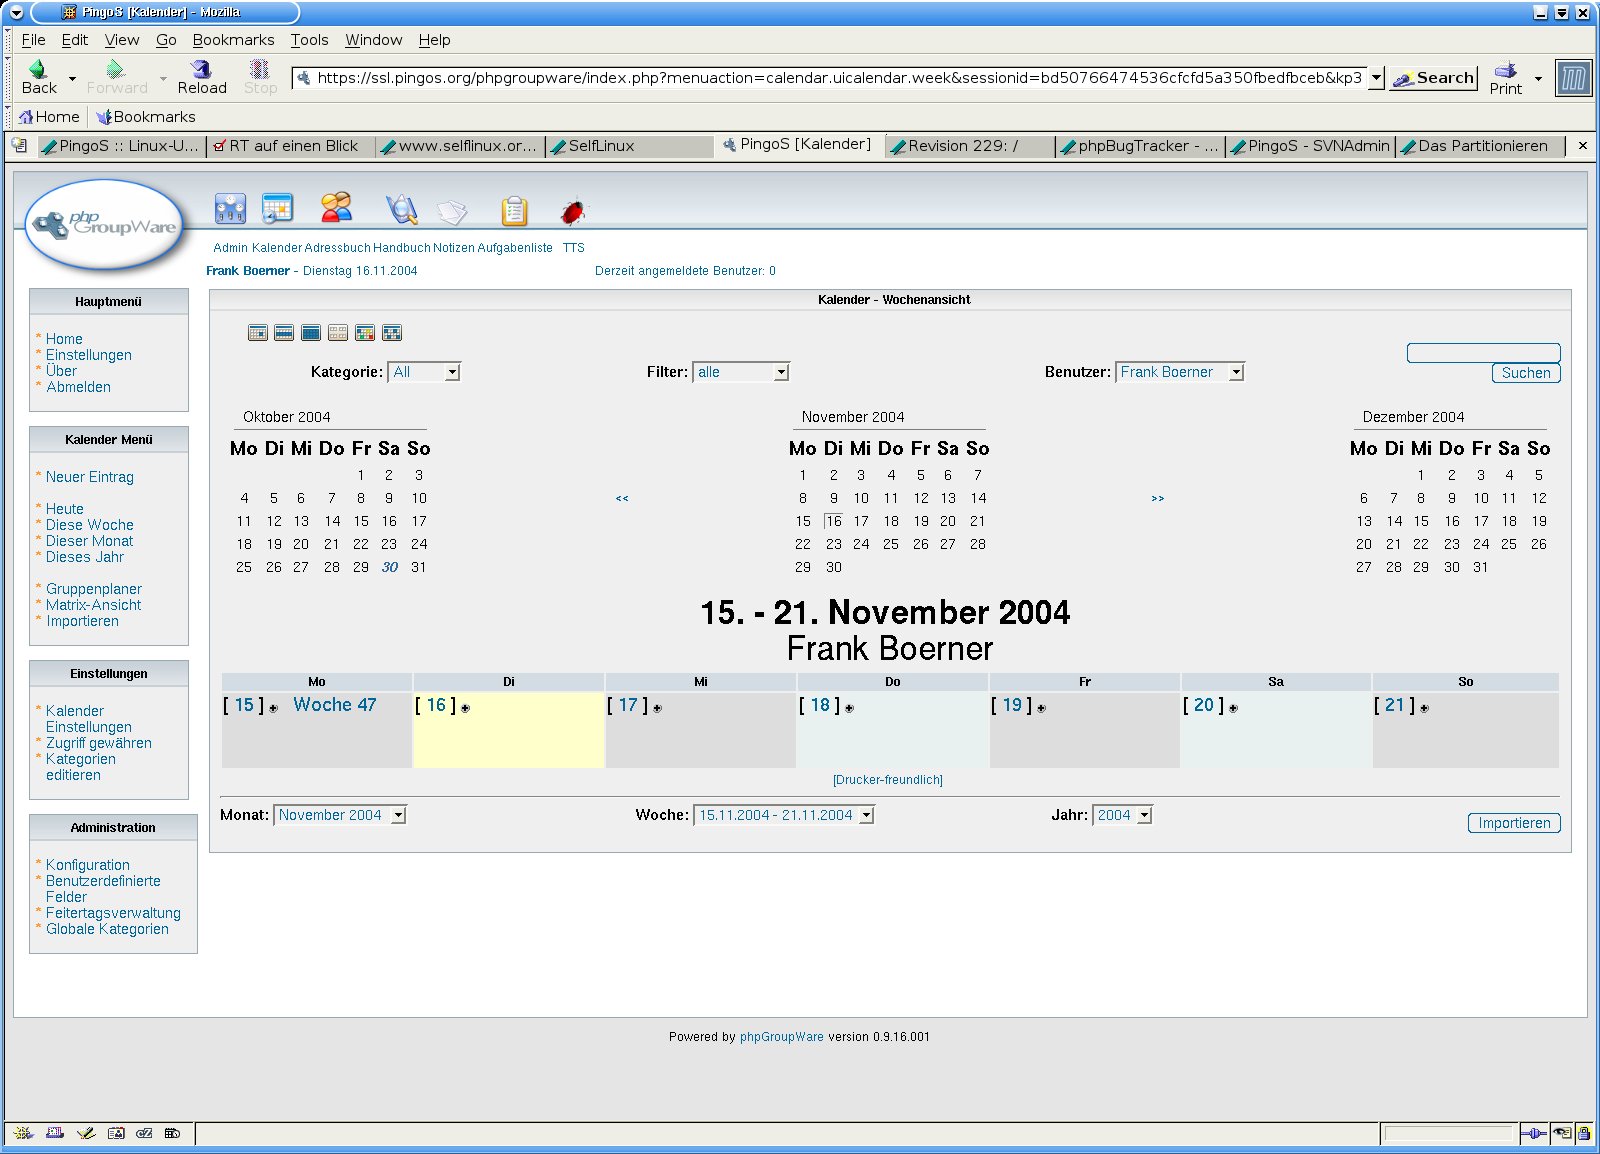 PingoS [Kalender] - Mozilla
File Edit View Go Bookmarks Tools Window Help
Back Forward Reload Stop https://ssl.pingos.org/phpgroupware/index.php?menuaction=calendar.uicalendar.week&sessionid=bd50766474536cfcfd5a350fbedfbceb&kp3 Search Print
Home Bookmarks
PingoS :: Linux-U... RT auf einen Blick www.selflinux.or... SelfLinux PingoS [Kalender] Revision 229: / phpBugTracker - ... PingoS - SVNAdmin Das Partitionieren
php GroupWare
Admin Kalender Adressbuch Handbuch Notizen Aufgabenliste TTS
Frank Boerner - Dienstag 16.11.2004 Derzeit angemeldete Benutzer: 0
Hauptmenü
* Home
* Einstellungen
* Über
* Abmelden
Kalender Menü
* Neuer Eintrag
* Heute
* Diese Woche
* Dieser Monat
* Dieses Jahr
* Gruppenplaner
* Matrix-Ansicht
* Importieren
Einstellungen
* Kalender
Einstellungen
* Zugriff gewähren
* Kategorien
editieren
Administration
* Konfiguration
* Benutzerdefinierte
Felder
* Feitertagsverwaltung
* Globale Kategorien
Kalender - Wochenansicht
Kategorie: All Filter: alle Benutzer: Frank Boerner Suchen
Oktober 2004
Mo Di Mi Do Fr Sa So
1 2 3
4 5 6 7 8 9 10
11 12 13 14 15 16 17
18 19 20 21 22 23 24
25 26 27 28 29 30 31
<<
November 2004
Mo Di Mi Do Fr Sa So
1 2 3 4 5 6 7
8 9 10 11 12 13 14
15 16 17 18 19 20 21
22 23 24 25 26 27 28
29 30
>>
Dezember 2004
Mo Di Mi Do Fr Sa So
1 2 3 4 5
6 7 8 9 10 11 12
13 14 15 16 17 18 19
20 21 22 23 24 25 26
27 28 29 30 31
15. - 21. November 2004
Frank Boerner
Mo Di Mi Do Fr Sa So
[ 15 ] Woche 47 [ 16 ] [ 17 ] [ 18 ] [ 19 ] [ 20 ] [ 21 ]
[Drucker-freundlich]
Monat: November 2004 Woche: 15.11.2004 - 21.11.2004 Jahr: 2004 Importieren
Powered by phpGroupWare version 0.9.16.001